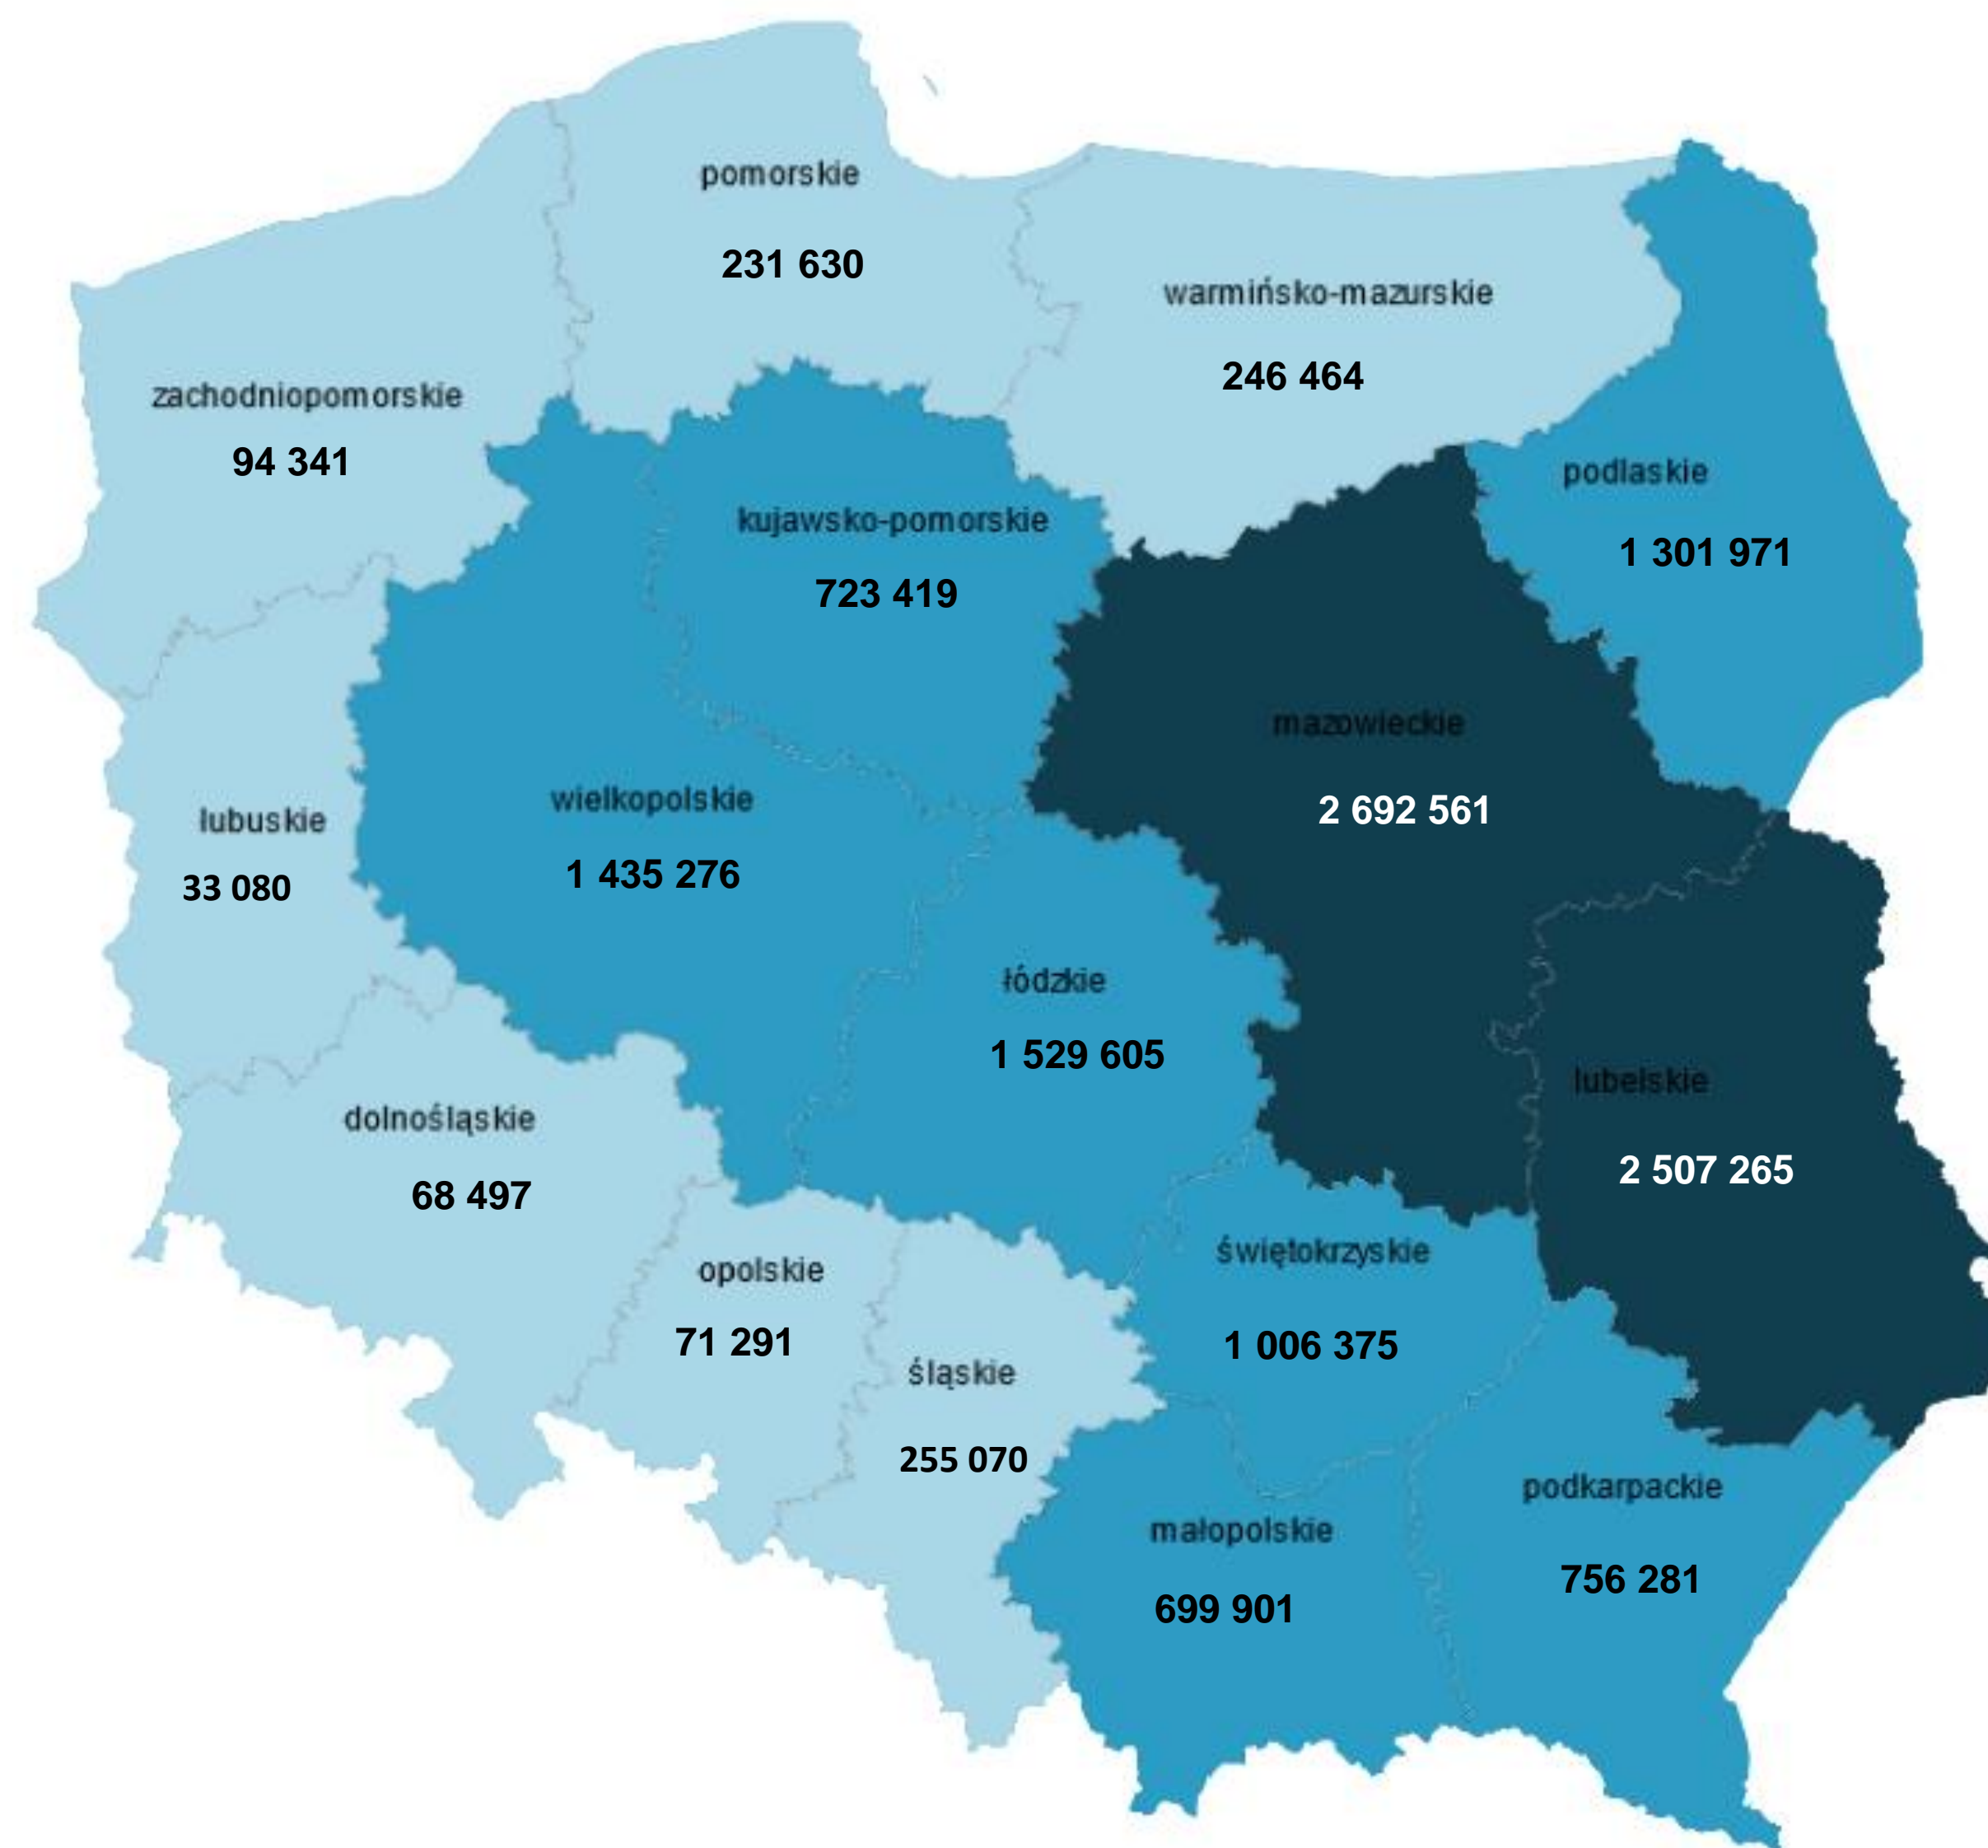 pomorskie
231 630
warmińsko-mazurskie
246 464
zachodniopomorskie
94 341
podlaskie
1 301 971
kujawsko-pomorskie
723 419
mazowieckie
2 692 561
wielkopolskie
1 435 276
lubuskie
33 080
łódzkie
1 529 605
lubelskie
2 507 265
dolnośląskie
68 497
świętokrzyskie
1 006 375
opolskie
71 291
śląskie
255 070
podkarpackie
756 281
małopolskie
699 901